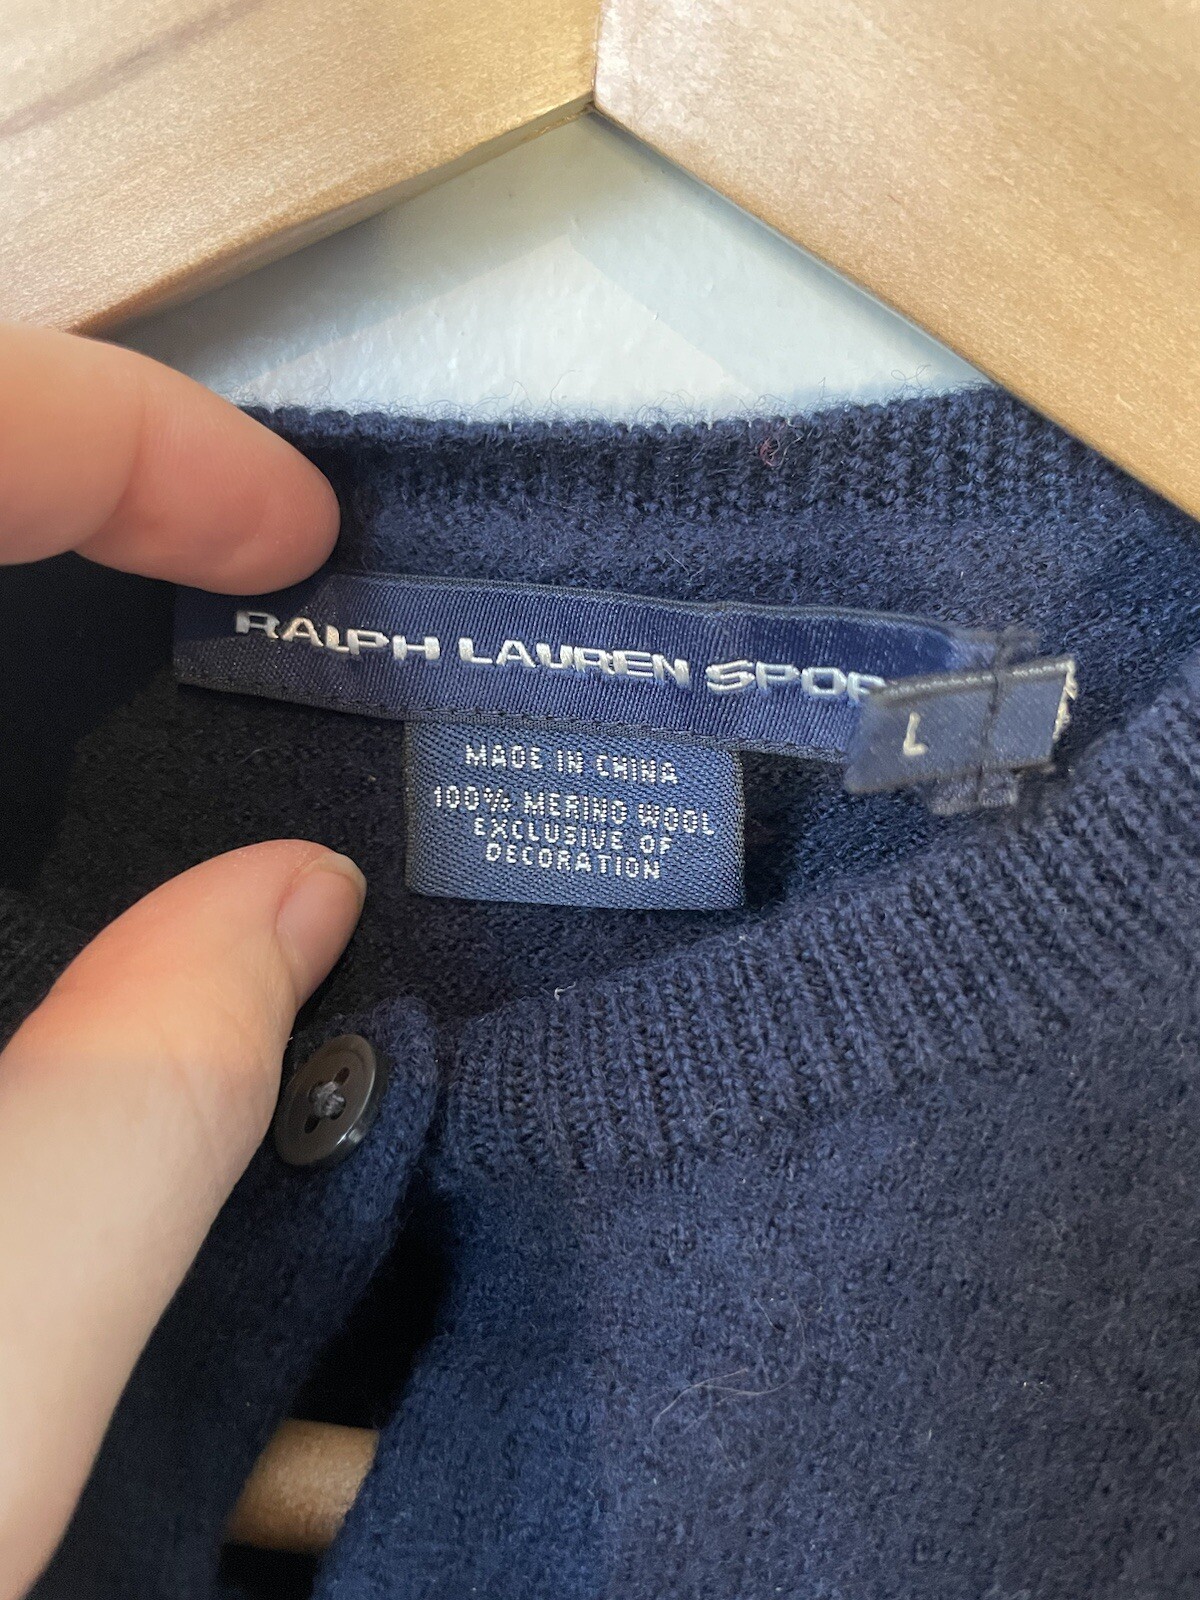 RALPH LAUREN SPOR
L
MADE IN CHINA
100% MERINO WOOL
EXCLUSIVE OF
DECORATION